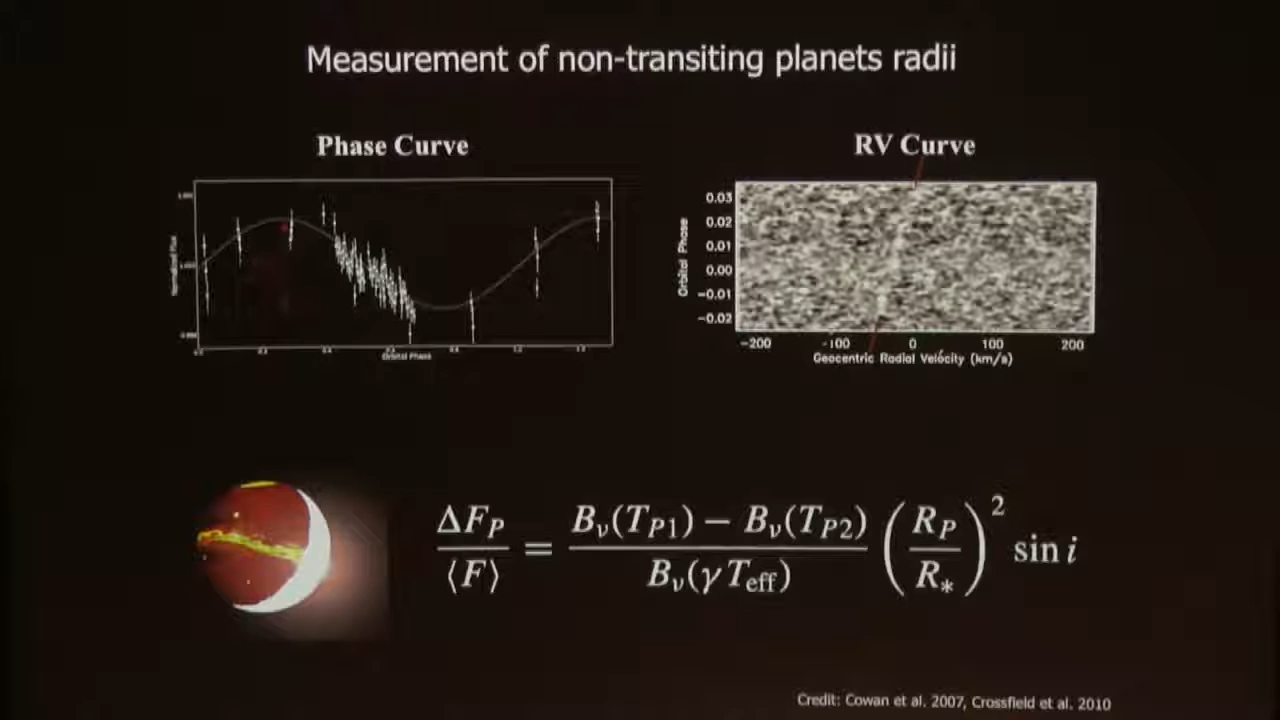 Measurement of non-transiting planets radii
Phase Curve
Orbital Phase
RV Curve
Orbital Phase
0.03
0.02
0.01
0.00
-0.01
-0.02
-200 -100 0 100 200
Geocentric Radial Velocity (km/s)
ΔF_P / ⟨F⟩ = (B_ν(T_P1) − B_ν(T_P2)) / B_ν(γ T_eff) (R_P / R_*)^2 sin i
Credit: Cowan et al. 2007, Crossfield et al. 2010